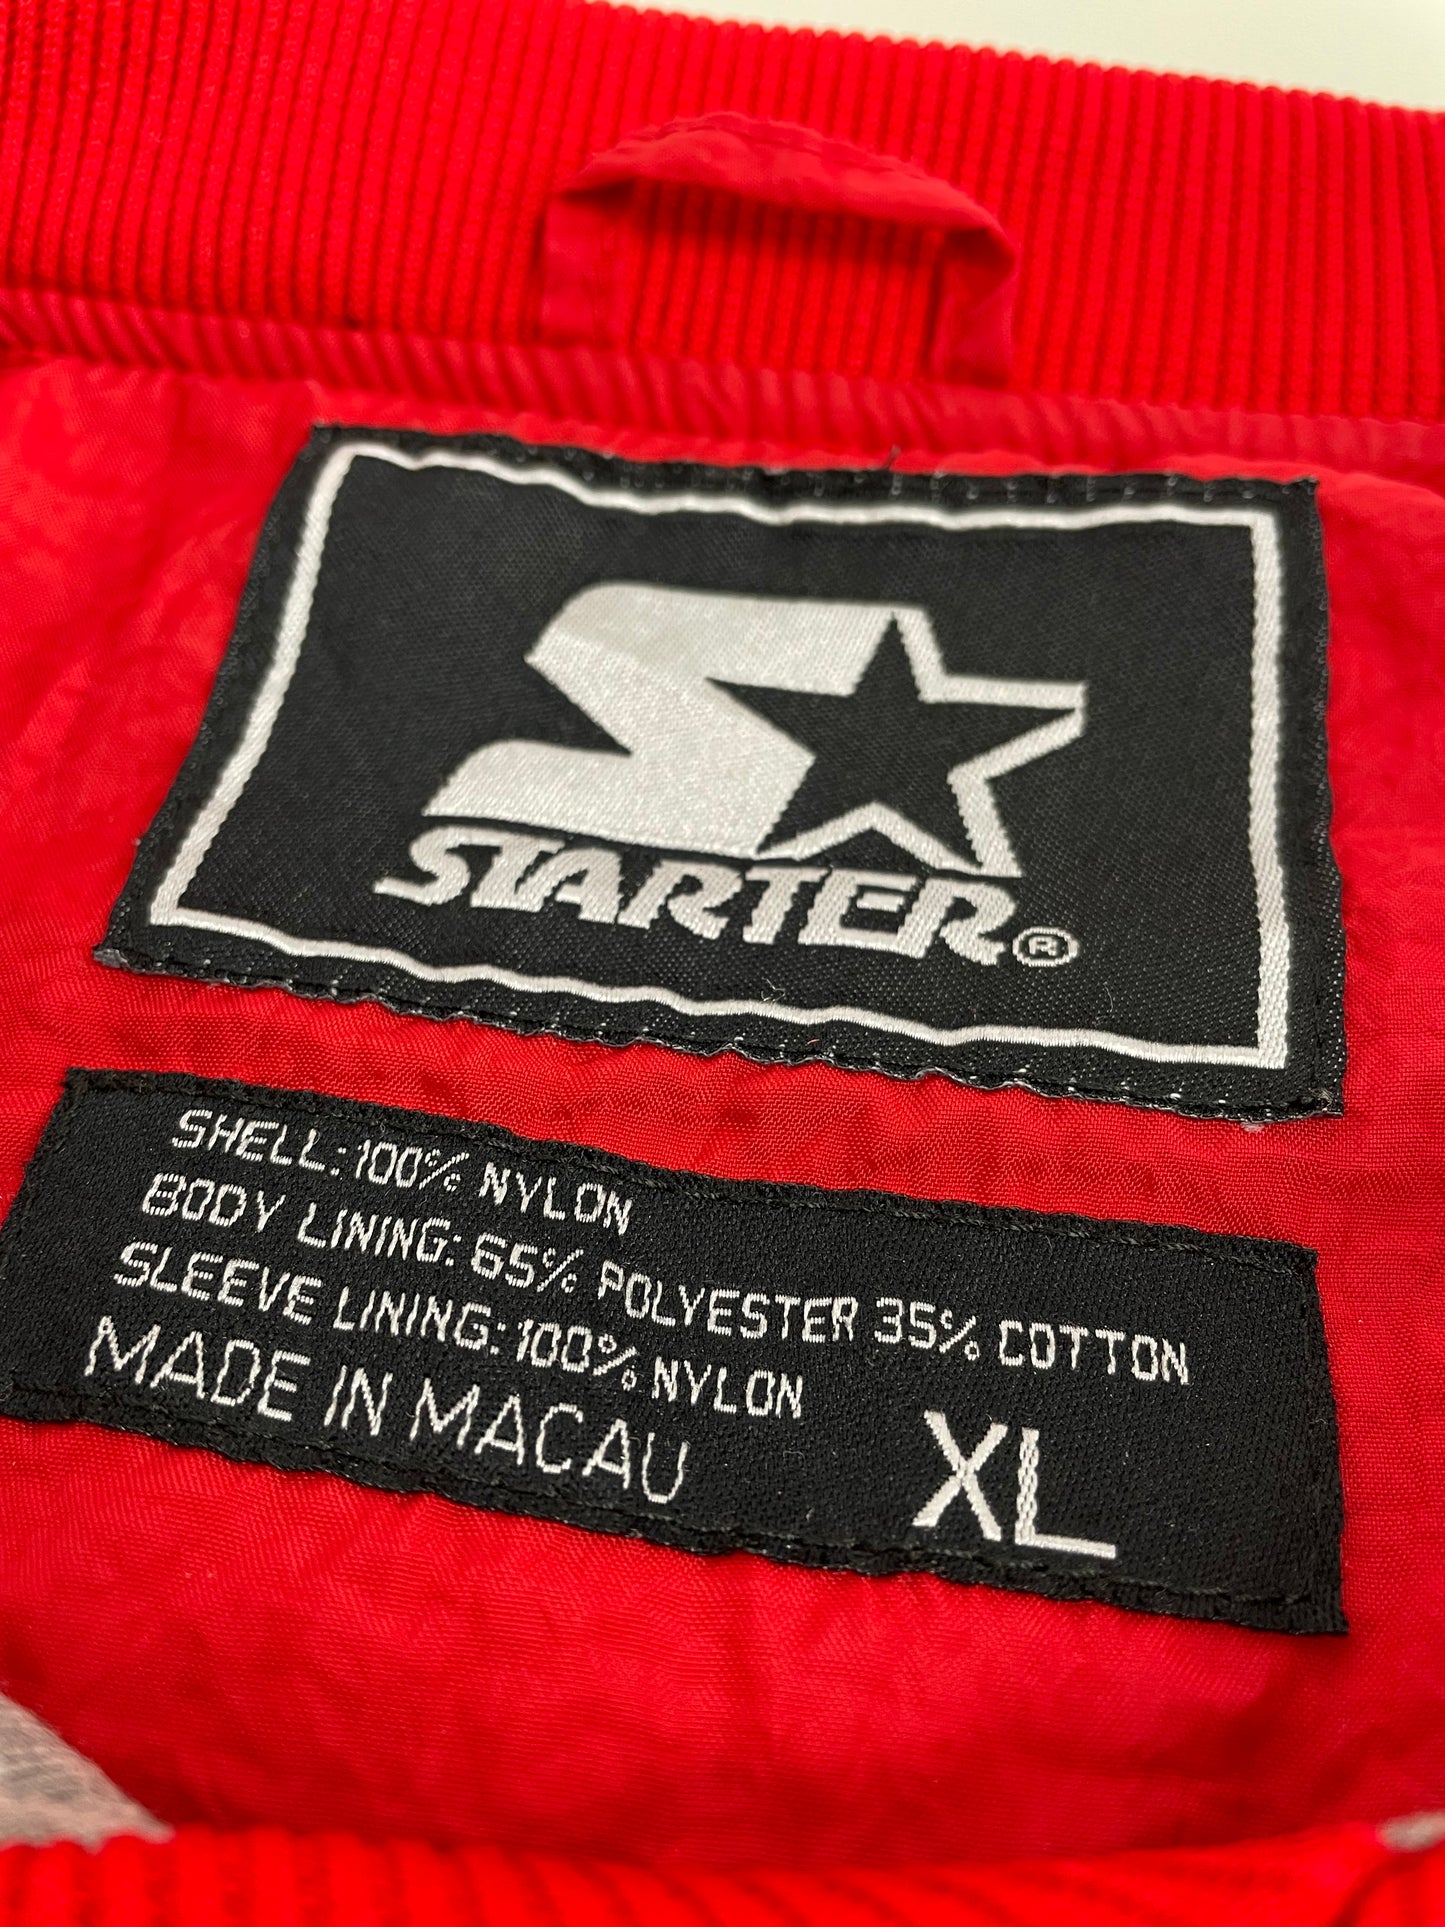 STARTER®
SHELL: 100% NYLON
BODY LINING: 65% POLYESTER 35% COTTON
SLEEVE LINING: 100% NYLON
MADE IN MACAU
XL